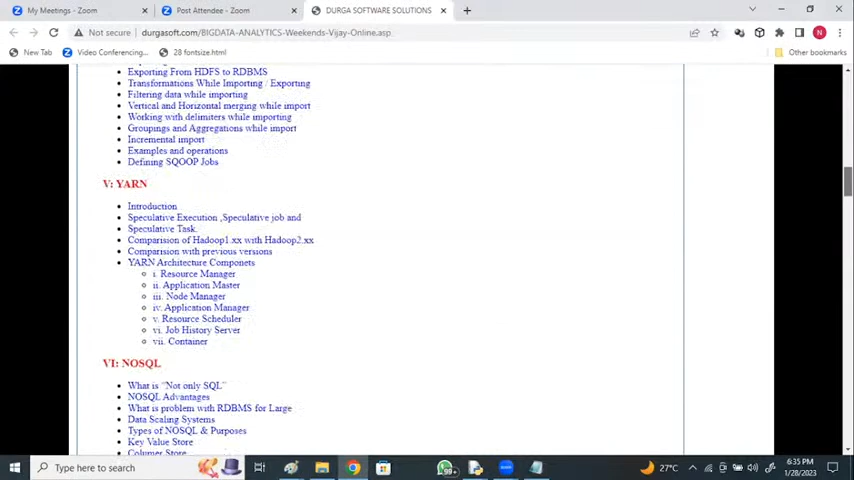 My Meetings - Zoom
Post Attendee - Zoom
DURGA SOFTWARE SOLUTIONS
Not secure
durgasoft.com/BIGDATA-ANALYTICS-Weekends-Vijay-Online.asp
N
New Tab
Video Conferencing...
28 fontsize.html
Other bookmarks
Exporting From HDFS to RDBMS
Transformations While Importing / Exporting
Filtering data while importing
Vertical and Horizontal merging while import
Working with delimiters while importing
Groupings and Aggregations while import
Incremental import
Examples and operations
Defining SQOOP Jobs
V: YARN
Introduction
Speculative Execution ,Speculative job and
Speculative Task.
Comparision of Hadoop1.xx with Hadoop2.xx
Comparision with previous versions
YARN Architecture Componets
i. Resource Manager
ii. Application Master
iii. Node Manager
iv. Application Manager
v. Resource Scheduler
vi. Job History Server
vii. Container
VI: NOSQL
What is “Not only SQL”
NOSQL Advantages
What is problem with RDBMS for Large
Data Scaling Systems
Types of NOSQL & Purposes
Key Value Store
Type here to search
99+
27°C
6:35 PM
1/28/2023